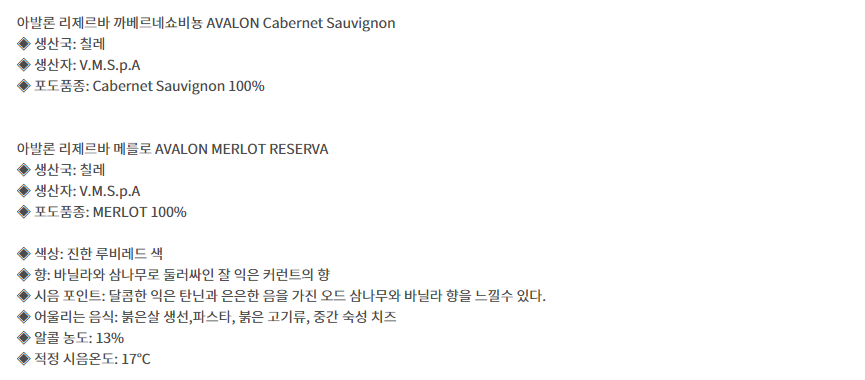 아발론 리제르바 까베르네쇼비뇽 AVALON Cabernet Sauvignon
◈ 생산국: 칠레
◈ 생산자: V.M.S.p.A
◈ 포도품종: Cabernet Sauvignon 100%
아발론 리제르바 메를로 AVALON MERLOT RESERVA
◈ 생산국: 칠레
◈ 생산자: V.M.S.p.A
◈ 포도품종: MERLOT 100%
◈ 색상: 진한 루비레드 색
◈ 향: 바닐라와 삼나무로 둘러싸인 잘 익은 커런트의 향
◈ 시음 포인트: 달콤한 익은 탄닌과 은은한 음을 가진 오드 삼나무와 바닐라 향을 느낄수 있다.
◈ 어울리는 음식: 붉은살 생선,파스타, 붉은 고기류, 중간 숙성 치즈
◈ 알콜 농도: 13%
◈ 적정 시음온도: 17℃